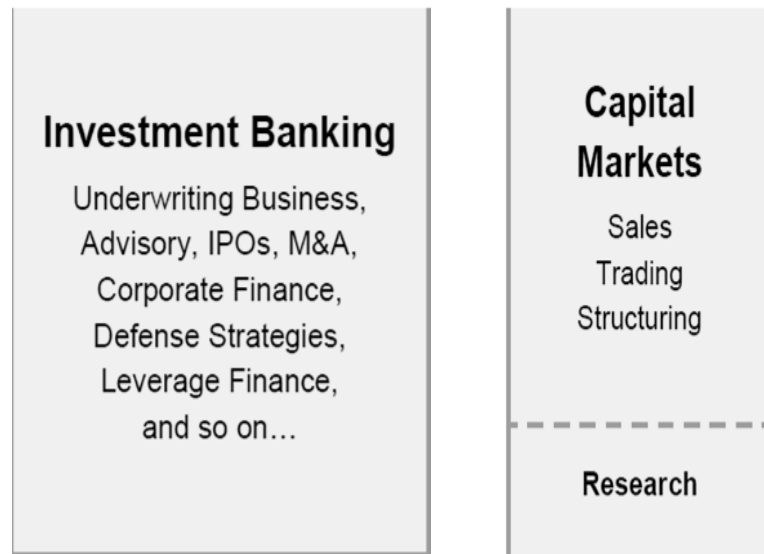 Investment Banking
Underwriting Business,
Advisory, IPOs, M&A,
Corporate Finance,
Defense Strategies,
Leverage Finance,
and so on…
Capital
Markets
Sales
Trading
Structuring
Research